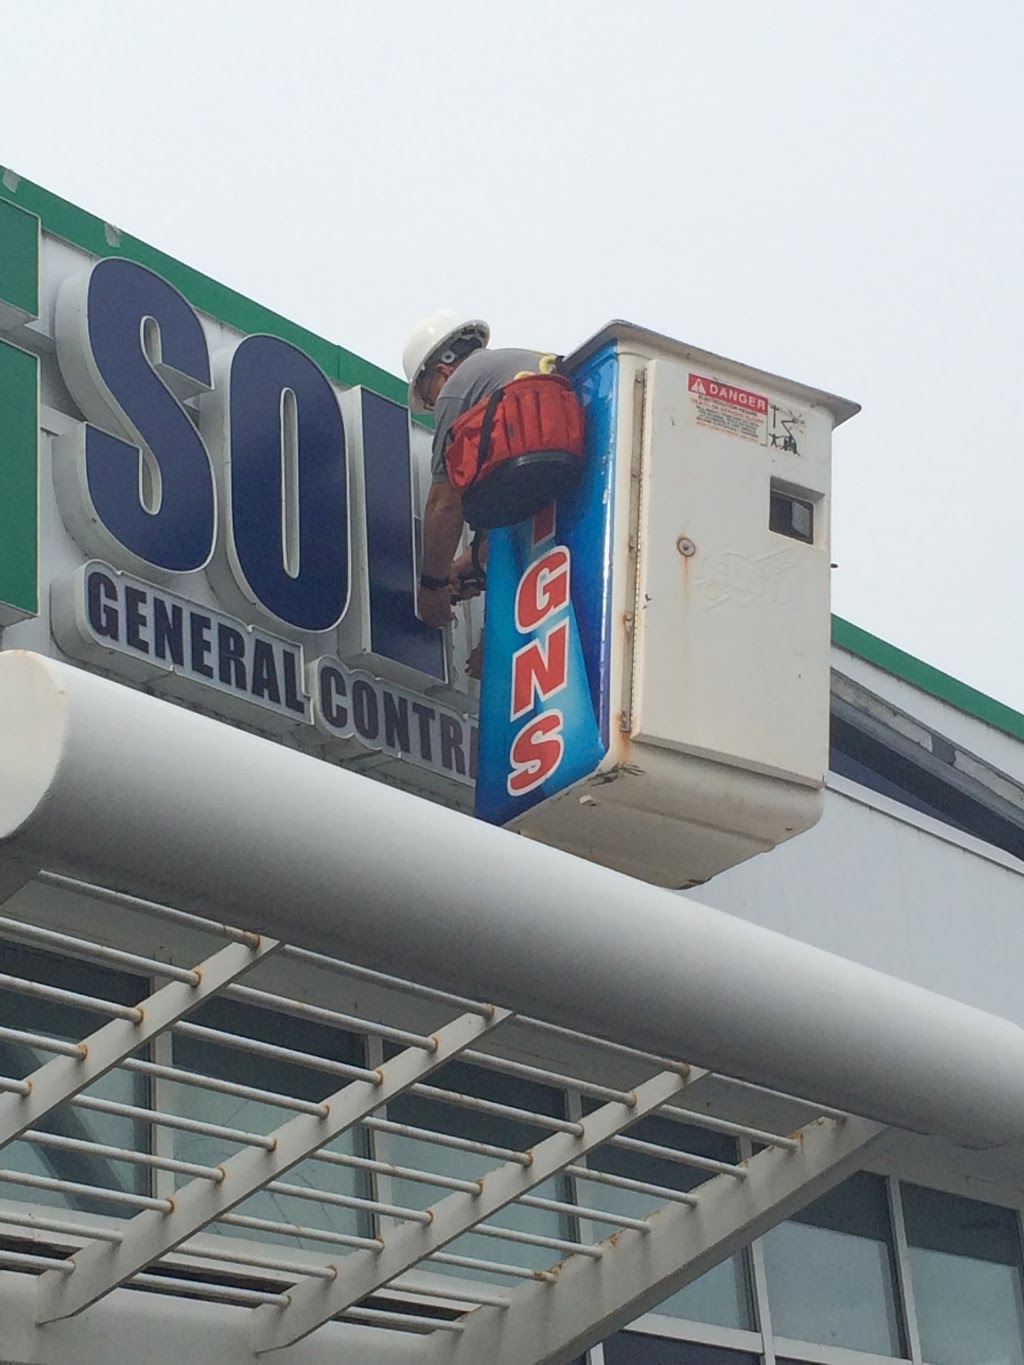 SOL
GENERAL CONTR
IGNS
DANGER